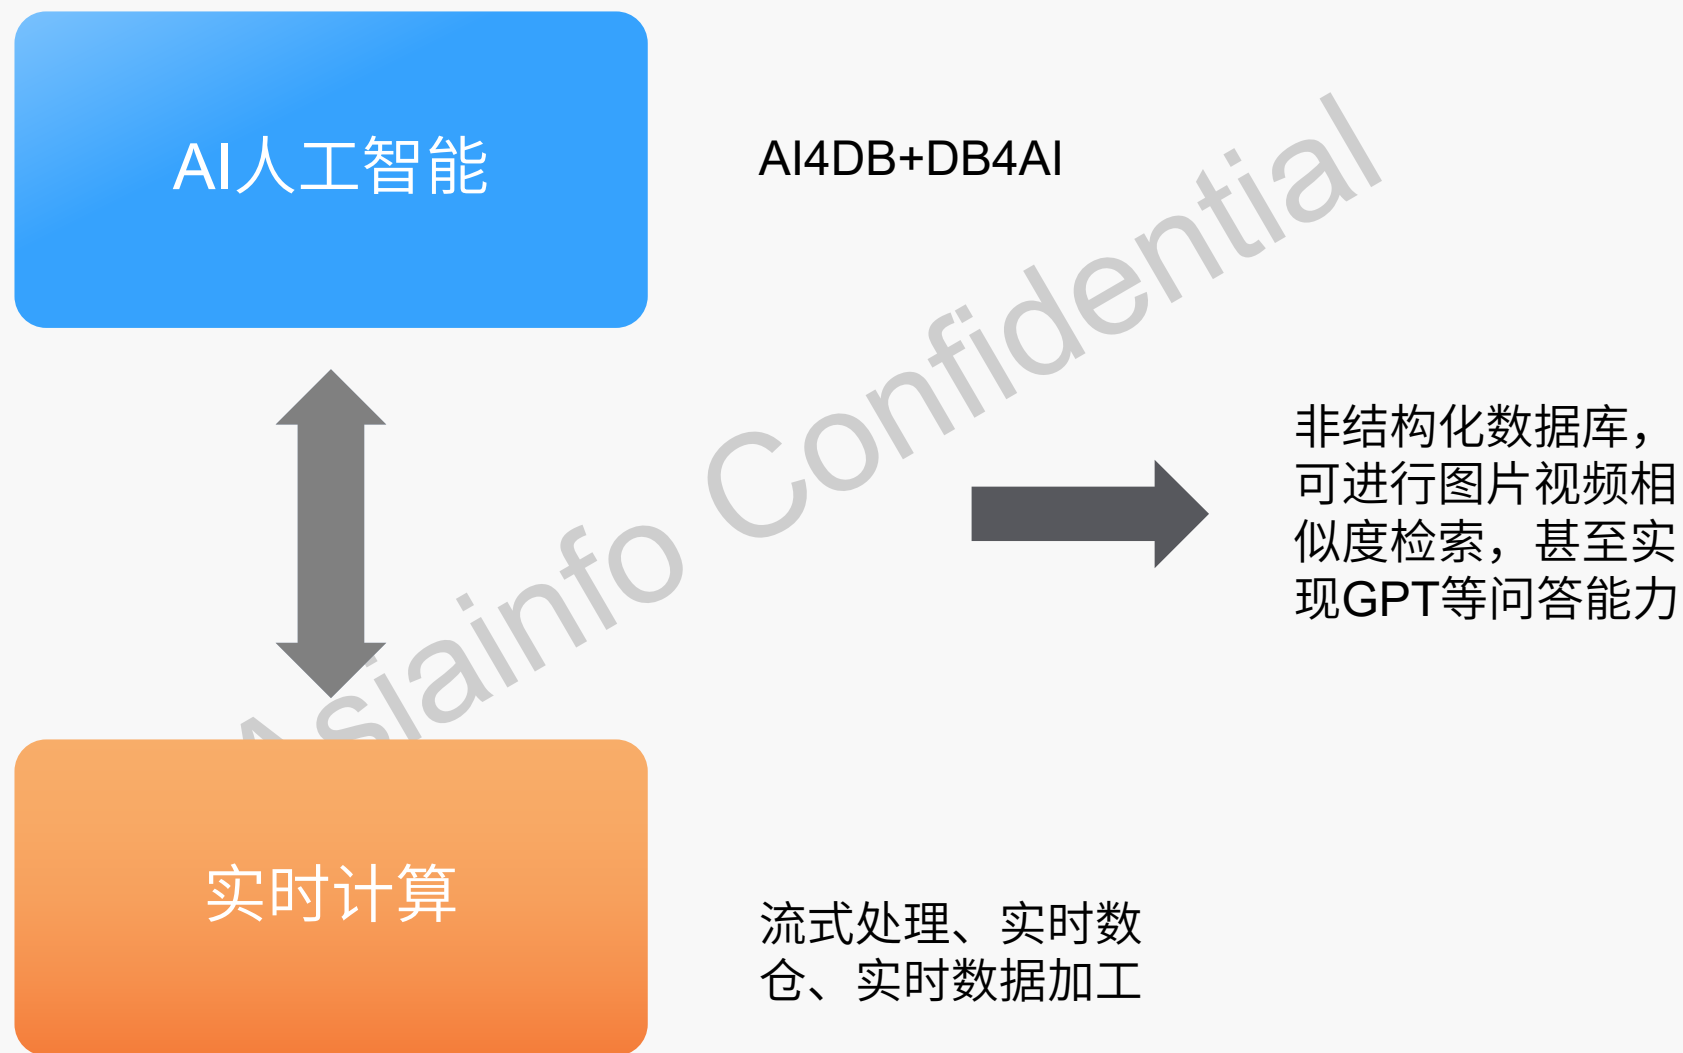 AI人工智能
AI4DB+DB4AI
Asiainfo Confidential
非结构化数据库，
可进行图片视频相
似度检索，甚至实
现GPT等问答能力
实时计算
流式处理、实时数
仓、实时数据加工